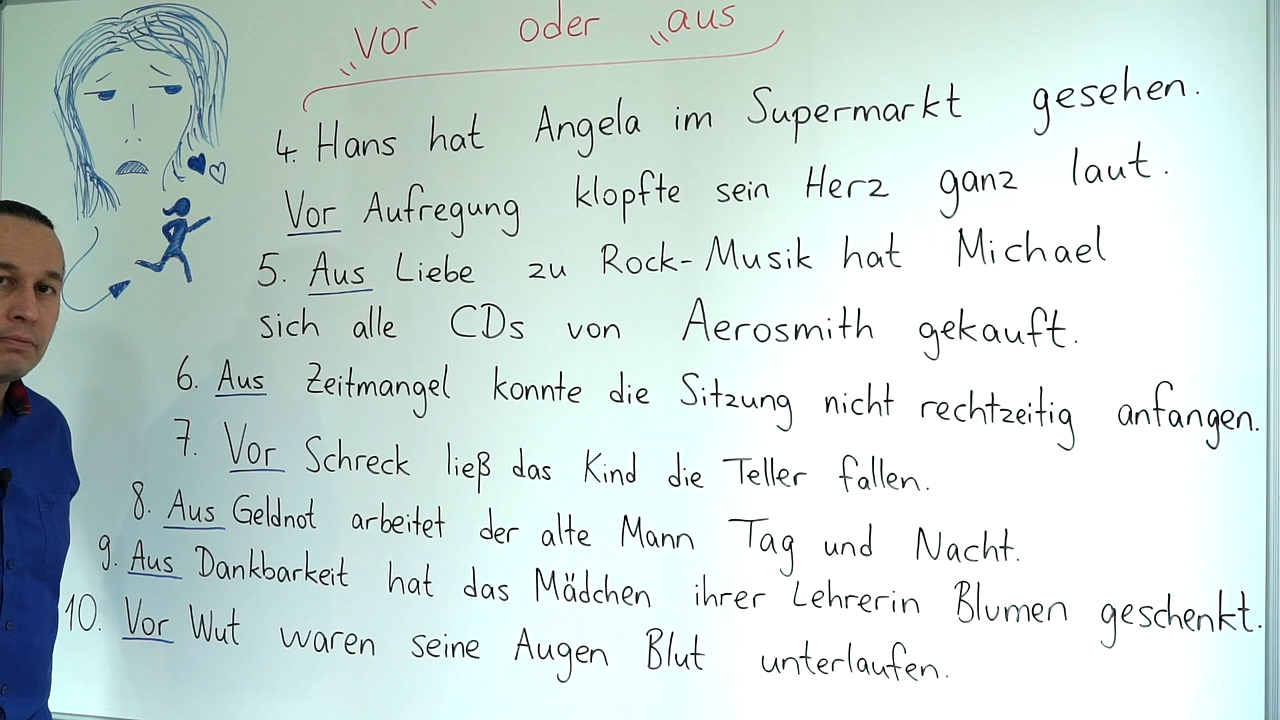 „vor“ oder „aus
4. Hans hat Angela im Supermarkt gesehen.
Vor Aufregung klopfte sein Herz ganz laut.
5. Aus Liebe zu Rock-Musik hat Michael
sich alle CDs von Aerosmith gekauft.
6. Aus Zeitmangel konnte die Sitzung nicht rechtzeitig anfangen.
7. Vor Schreck ließ das Kind die Teller fallen.
8. Aus Geldnot arbeitet der alte Mann Tag und Nacht.
9. Aus Dankbarkeit hat das Mädchen ihrer Lehrerin Blumen geschenkt.
10. Vor Wut waren seine Augen Blut unterlaufen.